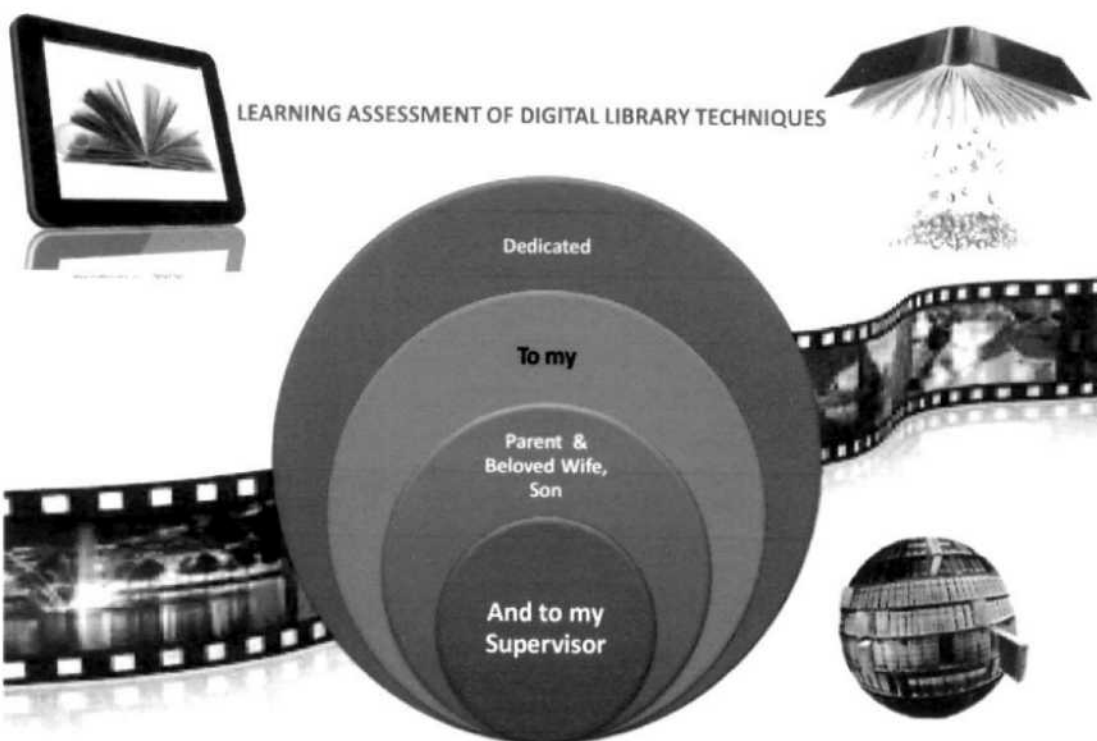 LEARNING ASSESSMENT OF DIGITAL LIBRARY TECHNIQUES
Dedicated
To my
Parent &
Beloved Wife,
Son
And to my
Supervisor